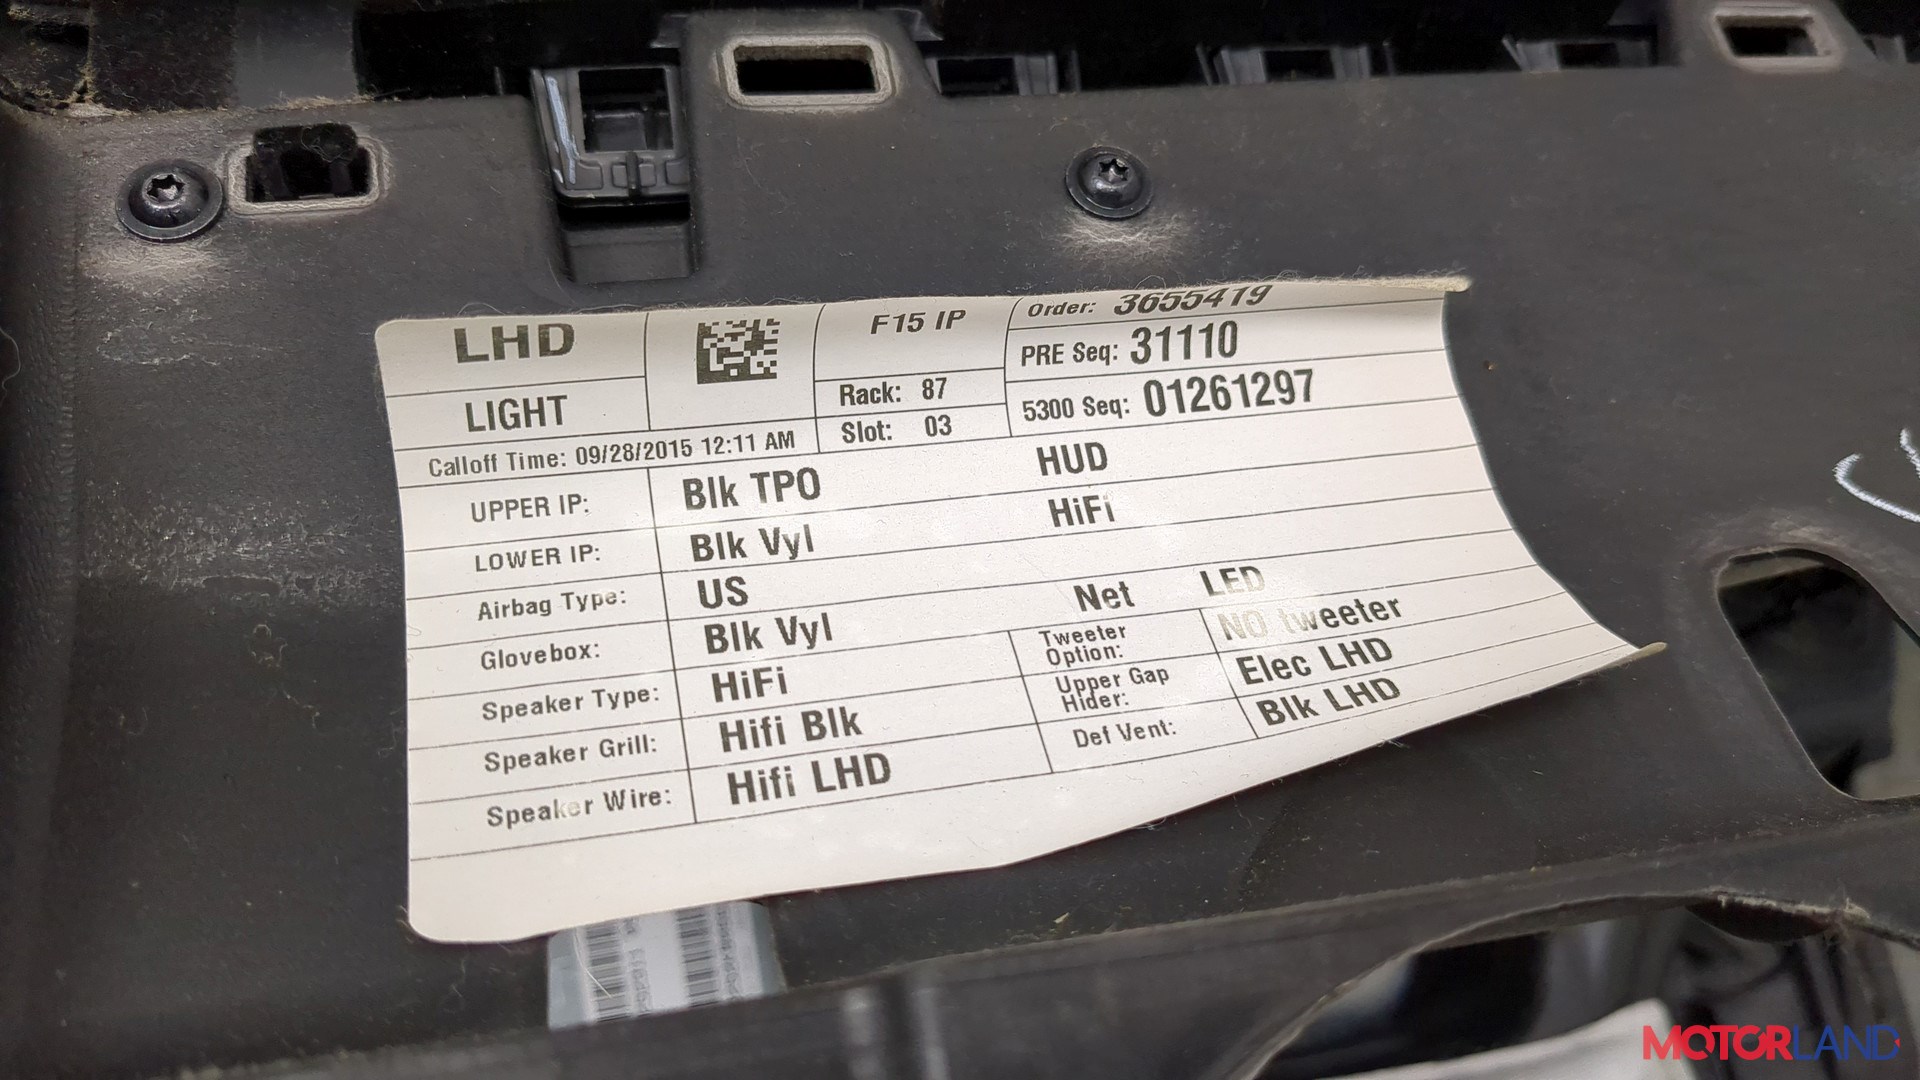 LHD
LIGHT
F15 IP
Rack: 87
Slot: 03
Order: 3655419
PRE Seq: 31110
5300 Seq: 01261297
Calloff Time: 09/28/2015 12:11 AM
UPPER IP: Blk TPO HUD
LOWER IP: Blk Vyl HiFi
Airbag Type: US
Glovebox: Blk Vyl Net LED
Speaker Type: HiFi
Speaker Grill: Hifi Blk
Speaker Wire: Hifi LHD
Tweeter Option: NO tweeter
Upper Gap Hider: Elec LHD
Def Vent: Blk LHD
MOTORLAND